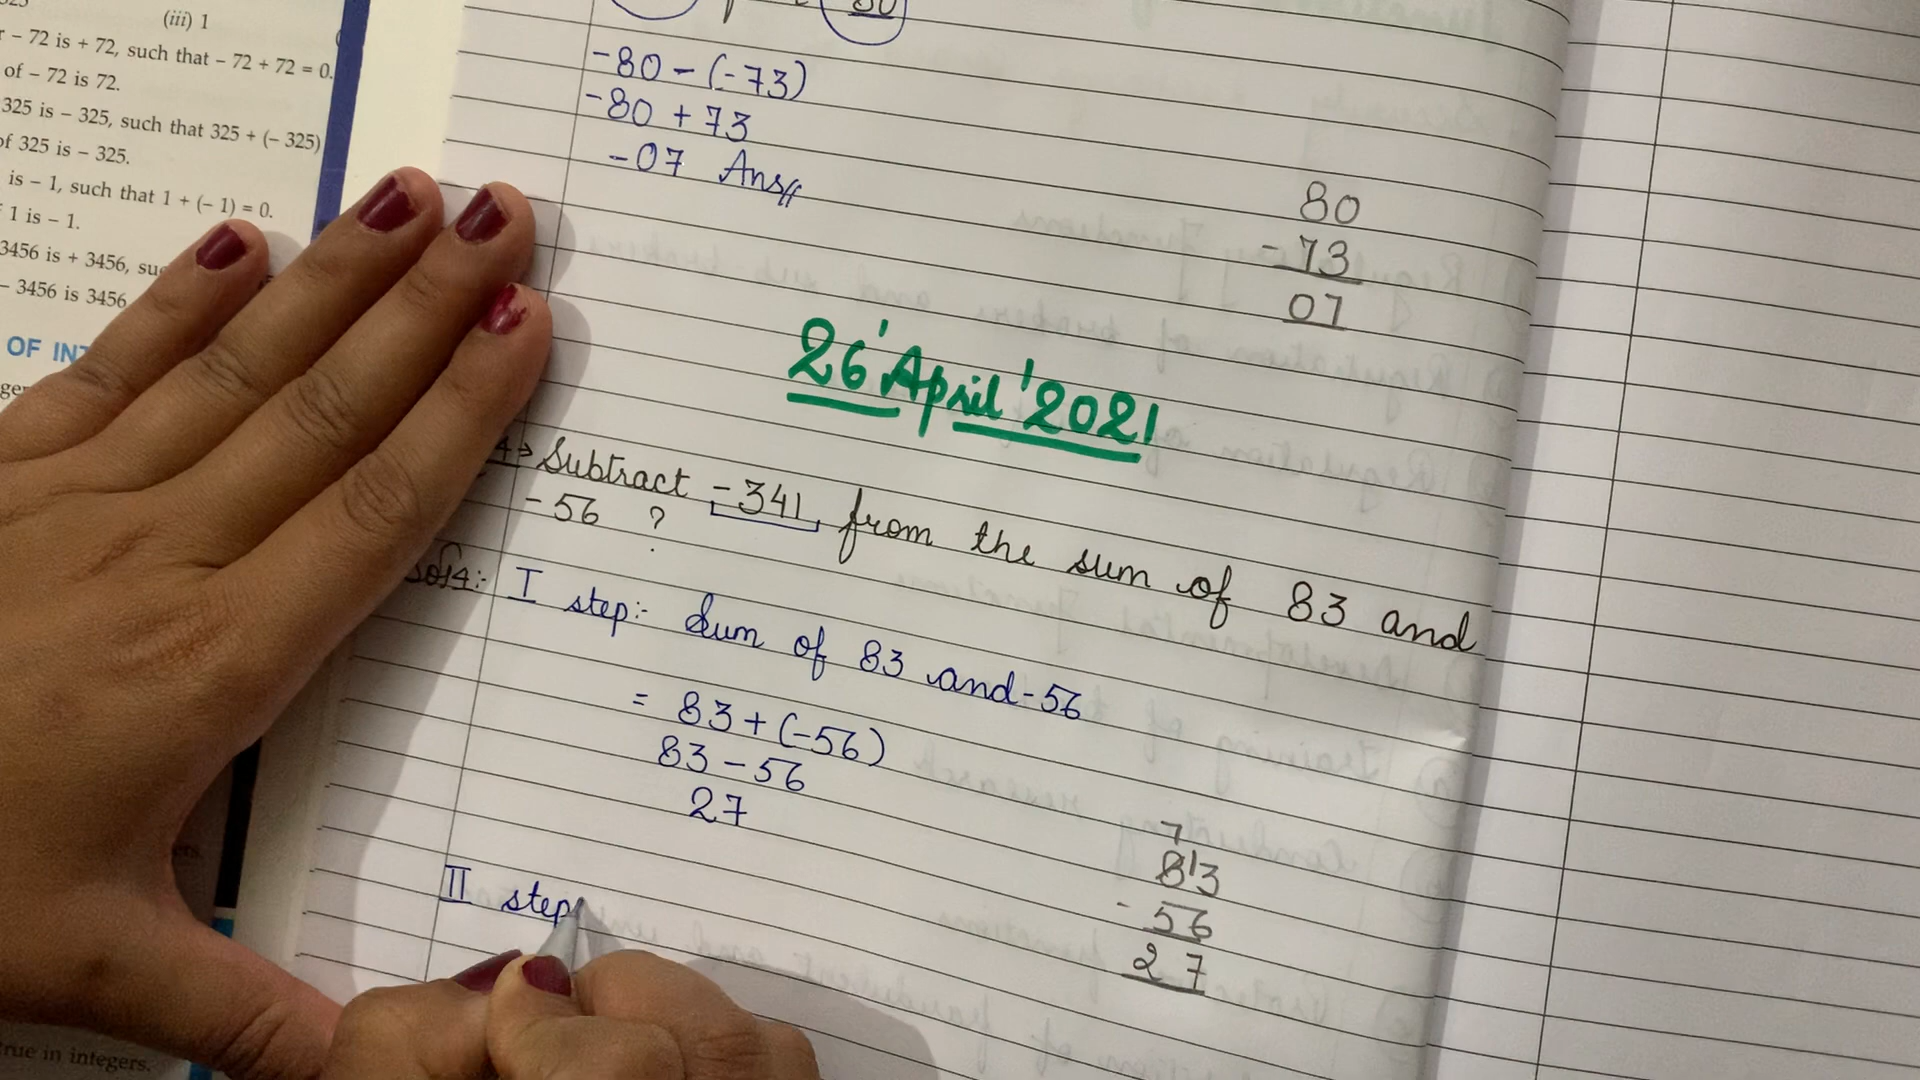 (iii) 1
- 72 is + 72, such that - 72 + 72 = 0.
of - 72 is 72.
325 is - 325, such that 325 + (- 325)
of 325 is - 325.
is - 1, such that 1 + (- 1) = 0.
1 is - 1.
3456 is + 3456,
- 3456 is 3456
OF
true in integers.
80
-80-(-73)
-80 + 73
-07 Ans
80
-73
07
26 April 2021
4→ Subtract -341 from the sum of 83 and
-56 ?
Sol4:- I step:- Sum of 83 and -56
= 83+(-56)
83-56
27
7
813
- 56
27
II step